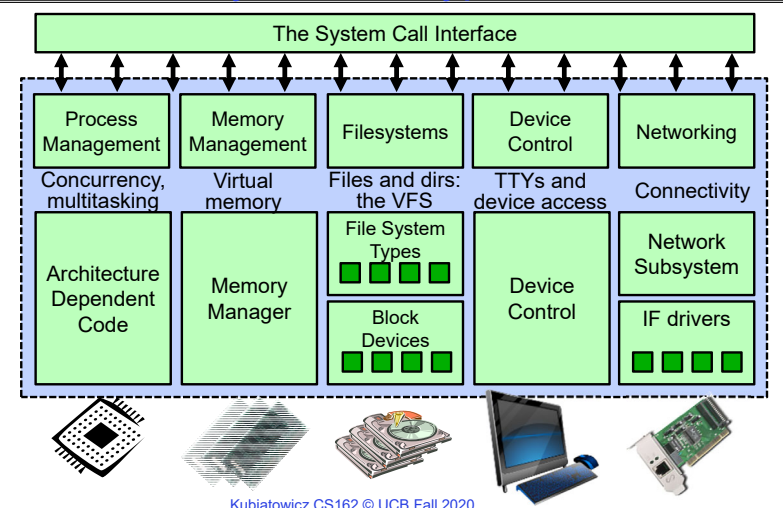 The System Call Interface
Process
Management
Memory
Management
Filesystems
Device
Control
Networking
Concurrency,
multitasking
Virtual
memory
Files and dirs:
the VFS
TTYs and
device access
Connectivity
Architecture
Dependent
Code
Memory
Manager
File System
Types
Block
Devices
Device
Control
Network
Subsystem
IF drivers
Kubiatowicz CS162 © UCB Fall 2020